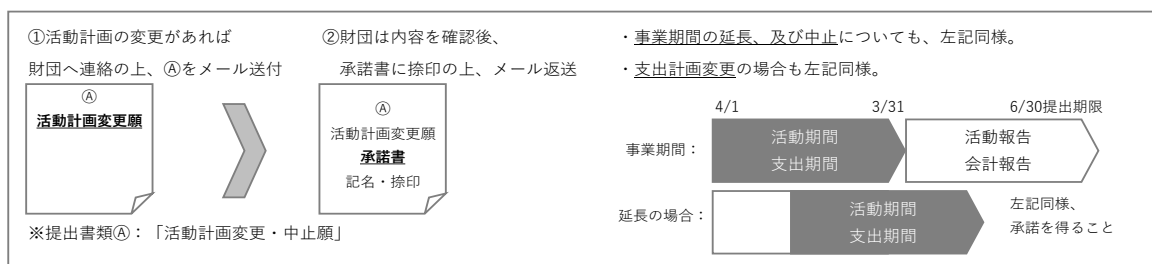 ①活動計画の変更があれば
財団へ連絡の上、Ⓐをメール送付
Ⓐ
活動計画変更願
※提出書類Ⓐ：「活動計画変更・中止願」
②財団は内容を確認後、
承諾書に捺印の上、メール返送
Ⓐ
活動計画変更願
承諾書
記名・捺印
・事業期間の延長、及び中止についても、左記同様。
・支出計画変更の場合も左記同様。
4/1 3/31 6/30提出期限
事業期間：
活動期間
支出期間
活動報告
会計報告
延長の場合：
活動期間
支出期間
左記同様、
承諾を得ること